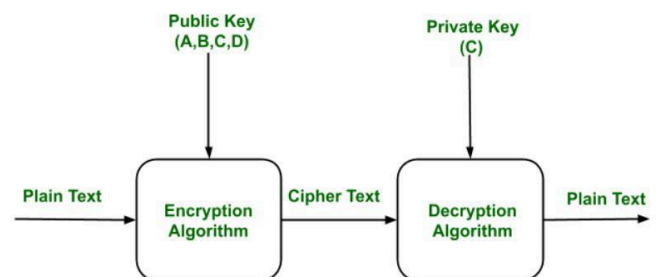 Public Key
(A,B,C,D)
Private Key
(C)
Plain Text
Encryption
Algorithm
Cipher Text
Decryption
Algorithm
Plain Text